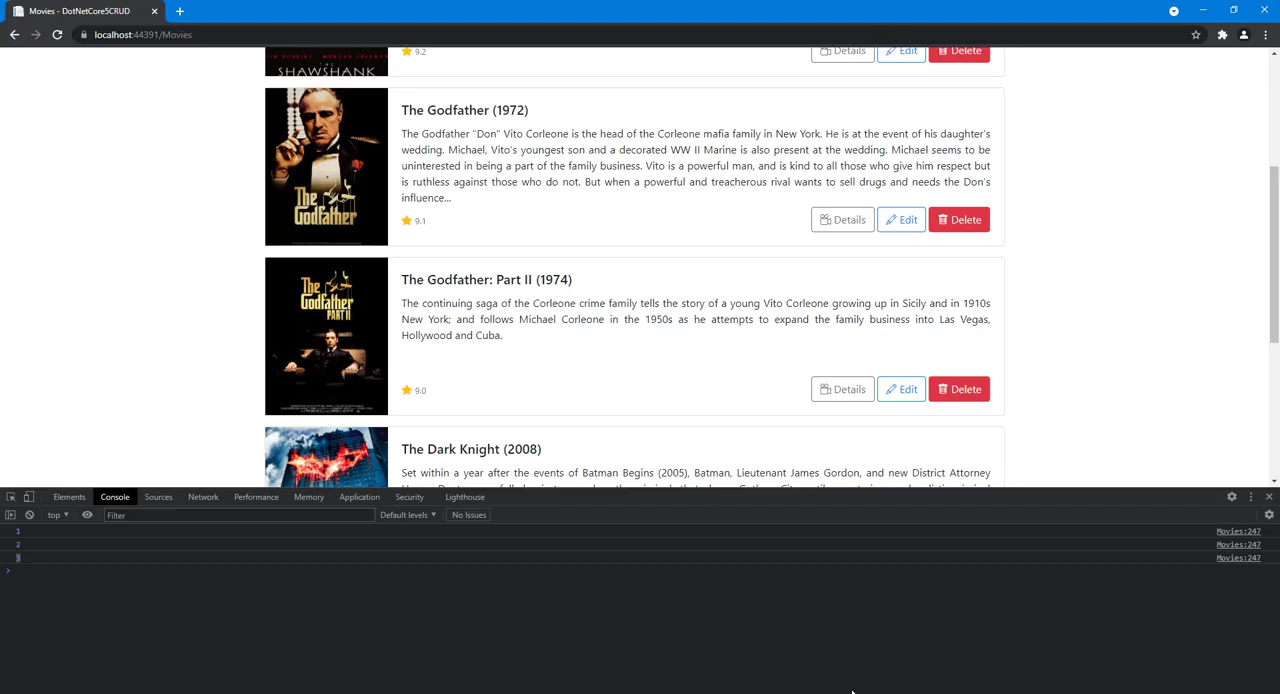 Movies - DotNetCore5CRUD
localhost:44391/Movies
TIM ROBBINS MORGAN FREEMAN
THE
SHAWSHANK
9.2
Details Edit Delete
The Godfather
The Godfather (1972)
The Godfather "Don" Vito Corleone is the head of the Corleone mafia family in New York. He is at the event of his daughter's
wedding. Michael, Vito's youngest son and a decorated WW II Marine is also present at the wedding. Michael seems to be
uninterested in being a part of the family business. Vito is a powerful man, and is kind to all those who give him respect but
is ruthless against those who do not. But when a powerful and treacherous rival wants to sell drugs and needs the Don's
influence...
9.1
Details Edit Delete
The Godfather
PART II
The Godfather: Part II (1974)
The continuing saga of the Corleone crime family tells the story of a young Vito Corleone growing up in Sicily and in 1910s
New York; and follows Michael Corleone in the 1950s as he attempts to expand the family business into Las Vegas,
Hollywood and Cuba.
9.0
Details Edit Delete
The Dark Knight (2008)
Set within a year after the events of Batman Begins (2005), Batman, Lieutenant James Gordon, and new District Attorney
Elements Console Sources Network Performance Memory Application Security Lighthouse
top Filter Default levels No Issues
1 Movies:247
2 Movies:247
3 Movies:247